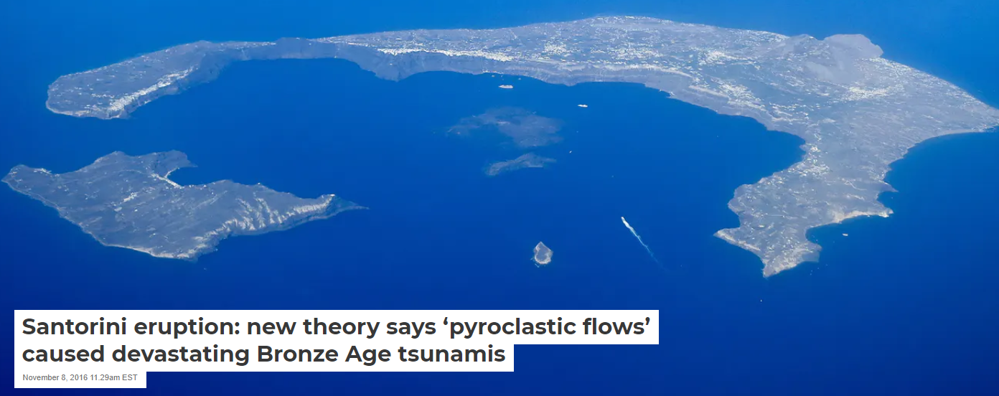 Santorini eruption: new theory says ‘pyroclastic flows’
caused devastating Bronze Age tsunamis
November 8, 2016 11.29am EST